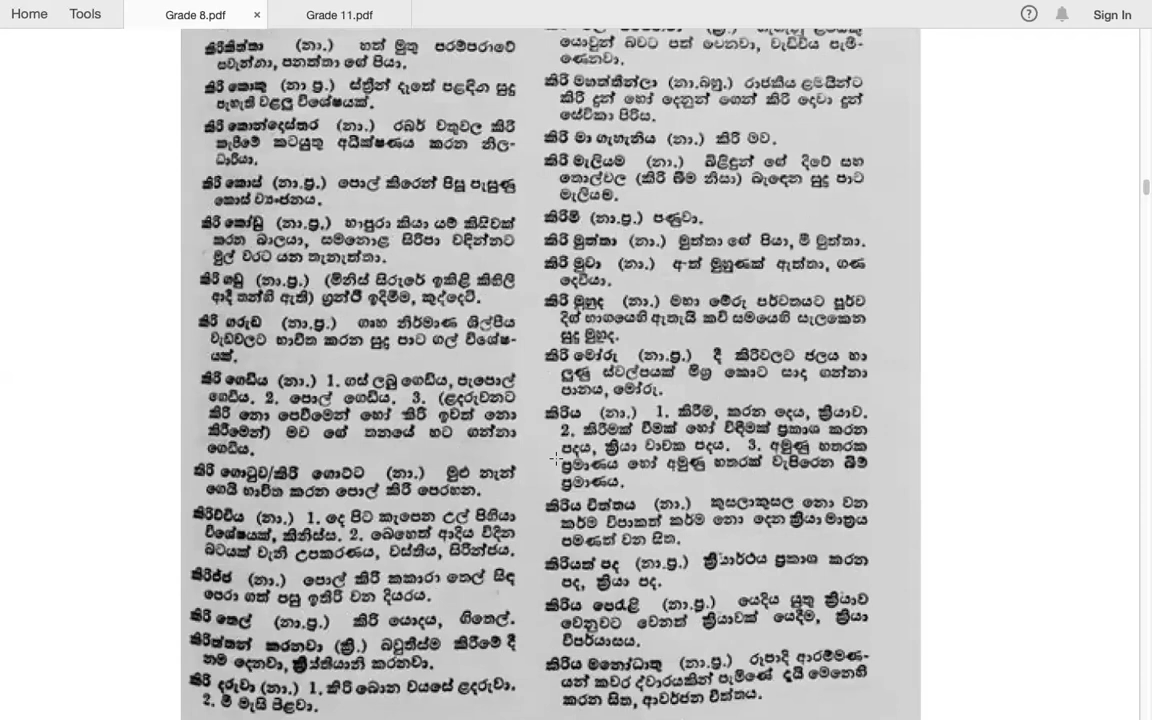 Home Tools Grade 8.pdf × Grade 11.pdf Sign In
කිරිකිත්තා (නා.) හත් මුතු පරම්පරාවේ
පවැත්තා, පනත්තා ගේ පියා.
කිරි කොකු (නා ප්‍ර.) ස්ත්‍රීන් දෑතේ පළඳින සුදු
පැහැති වළලු විශේෂයක්.
කිරි කොන්දොස්තර (නා.) රබර් වතුවල කිරි
කැපීමේ කටයුතු අධීක්ෂණය කරන නිල-
ධාරියා.
කිරි කොස් (නා.ප්‍ර.) පොල් කිරෙන් පිසූ පැසුණු
කොස් ව්‍යංජනය.
කිරි කෝඩු (නා.ප්‍ර.) හාපුරා කියා යම් කිසිවක්
කරන බාලයා, සමනොළ සිරිපා වඳින්නට
මුල් වරට යන තැනැත්තා.
කිරි ගඩු (නා.ප්‍ර.) (මිනිස් සිරුරේ ඉකිළි කිහිලි
ආදී තන්හි ඇති) ග්‍රන්ථි ඉදිමීම, කුද්දෙටි.
කිරි ගරුඬ (නා.ප්‍ර.) ගෘහ නිර්මාණ ශිල්පීය
වැඩවලට භාවිත කරන සුදු පාට ගල් විශේෂ-
යක්.
කිරි ගෙඩිය (නා.) 1. ගස් ලබු ගෙඩිය, පැපොල්
ගෙඩිය. 2. පොල් ගෙඩිය. 3. (ළදරුවනට
කිරි නො පෙවීමෙන් හෝ කිරි ඉවත් නො
කිරීමෙන්) මව ගේ තනයේ හට ගන්නා
ගෙඩිය.
කිරි ගොටුව/කිරි ගොට්ට (නා.) මුළු තැන්
ගෙයි භාවිත කරන පොල් කිරි පෙරහන.
කිරිච්චිය (නා.) 1. දෙ පිට කැපෙන උල් පිහියා
විශේෂයක්, කිනිස්ස. 2. බෙහෙත් ආදිය විදින
බටයක් වැනි උපකරණය, වස්තිය, සිරින්ජය.
කිරිජ්ජ (නා.) පොල් කිරි කකාරා තෙල් සිඳ
පෙරා ගත් පසු ඉතිරි වන දියරය.
කිරි තෙල් (නා.ප්‍ර.) කිරි යොදය, ගිතෙල්.
කිරිත්තන් කරනවා (ක්‍රි.) බවුතීස්ම කිරීමේ දී
නම දෙනවා, ක්‍රිස්තියානි කරනවා.
කිරි දරුවා (නා.) 1. කිරි බොන වයසේ ළදරුවා.
2. මී මැසි පිළවා.
යොවුන් බවට පත් වෙනවා, වැඩිවිය පැමි-
ණෙනවා.
කිරි මහත්තීන්ලා (නා.බහු.) රාජකීය ළමයින්ට
කිරි දුන් හෝ දෙනුන් ගෙන් කිරි දෙවා දුන්
සේවිකා පිරිස.
කිරි මා ගැහැනිය (නා.) කිරි මව.
කිරි මැලියම (නා.) බිළිඳුන් ගේ දිවේ සහ
තොල්වල (කිරි බීම නිසා) බැඳෙන සුදු පාට
මැලියම.
කිරිමි (නා.ප්‍ර.) පණුවා.
කිරි මුත්තා (නා.) මුත්තා ගේ පියා, මී මුත්තා.
කිරි මුවා (නා.) ඇත් මුහුණක් ඇත්තා, ගණ
දෙවියා.
කිරි මුහුද (නා.) මහා මේරු පර්වතයට පූර්ව
දිග් භාගයෙහි ඇතැයි කවි සමයෙහි සැලකෙන
සුදු මුහුද.
කිරි මෝරු (නා.ප්‍ර.) දී කිරිවලට ජලය හා
ලුණු ස්වල්පයක් මිශ්‍ර කොට සාදා ගන්නා
පානය, මෝරු.
කිරිය (නා.) 1. කිරීම, කරන දෙය, ක්‍රියාව.
2. කිරීමක් වීමක් හෝ විඳීමක් ප්‍රකාශ කරන
පදය, ක්‍රියා වාචක පදය. 3. අමුණු හතරක
ප්‍රමාණය හෝ අමුණු හතරක් වැපිරෙන බිම්
ප්‍රමාණය.
කිරිය චිත්තය (නා.) කුසලාකුසල නො වන
කර්ම විපාකත් කර්ම නො දෙන ක්‍රියා මාත්‍රය
පමණක් වන සිත.
කිරියත් පද (නා.ප්‍ර.) ක්‍රියාර්ථය ප්‍රකාශ කරන
පද, ක්‍රියා පද.
කිරිය පෙරැළි (නා.ප්‍ර.) යෙදිය යුතු ක්‍රියාව
වෙනුවට වෙනත් ක්‍රියාවක් යෙදීම, ක්‍රියා
විපර්යාසය.
කිරිය මනෝධාතු (නා.ප්‍ර.) රූපාදි ආරම්මණ-
යන් කවර ද්වාරයකින් පැමිණේ දැයි මෙනෙහි
කරන සිත, ආවර්ජන චිත්තය.